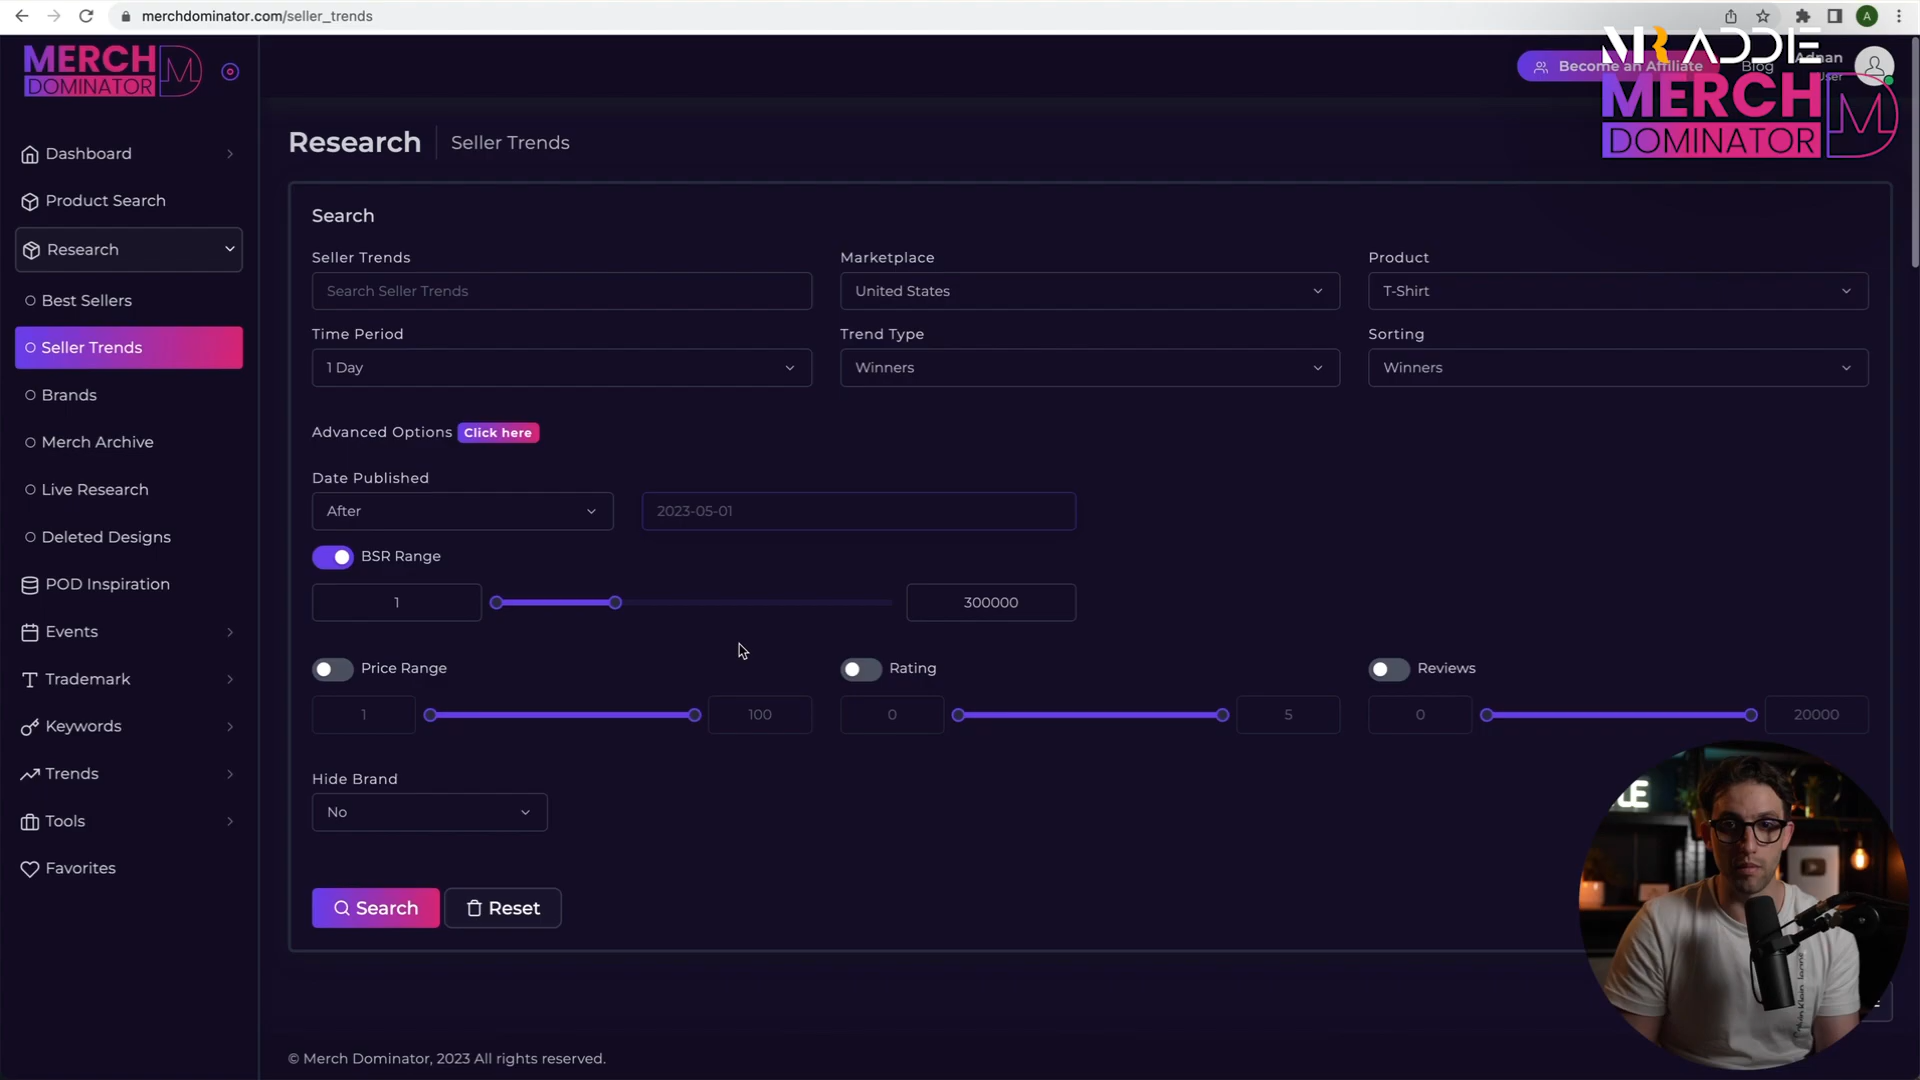 merchdominator.com/seller_trends
A
MERCH
DOMINATOR
MR ADDIE
Become an Affiliate
Blog
Adnan
User
MERCH
DOMINATOR
Research
Seller Trends
Dashboard
Product Search
Research
Best Sellers
Seller Trends
Brands
Merch Archive
Live Research
Deleted Designs
POD Inspiration
Events
Trademark
Keywords
Trends
Tools
Favorites
Search
Seller Trends
Marketplace
Product
Search Seller Trends
United States
T-Shirt
Time Period
Trend Type
Sorting
1 Day
Winners
Winners
Advanced Options Click here
Date Published
After
2023-05-01
BSR Range
1
300000
Price Range
Rating
Reviews
1
100
0
5
0
20000
Hide Brand
No
Search
Reset
© Merch Dominator, 2023 All rights reserved.